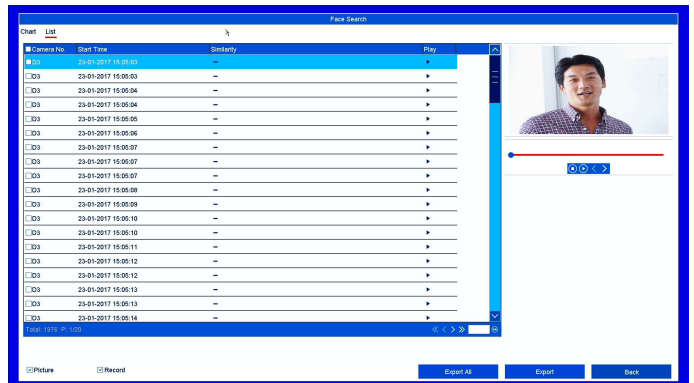 Face Search
Chart List
Camera No. Start Time Similarity Play
D3 23-01-2017 15:05:03 –
D3 23-01-2017 15:05:03 –
D3 23-01-2017 15:05:04 –
D3 23-01-2017 15:05:04 –
D3 23-01-2017 15:05:05 –
D3 23-01-2017 15:05:06 –
D3 23-01-2017 15:05:07 –
D3 23-01-2017 15:05:07 –
D3 23-01-2017 15:05:07 –
D3 23-01-2017 15:05:08 –
D3 23-01-2017 15:05:09 –
D3 23-01-2017 15:05:10 –
D3 23-01-2017 15:05:10 –
D3 23-01-2017 15:05:11 –
D3 23-01-2017 15:05:12 –
D3 23-01-2017 15:05:12 –
D3 23-01-2017 15:05:13 –
D3 23-01-2017 15:05:13 –
D3 23-01-2017 15:05:14 –
Total: 1976 P: 1/20
Picture Record Export All Export Back